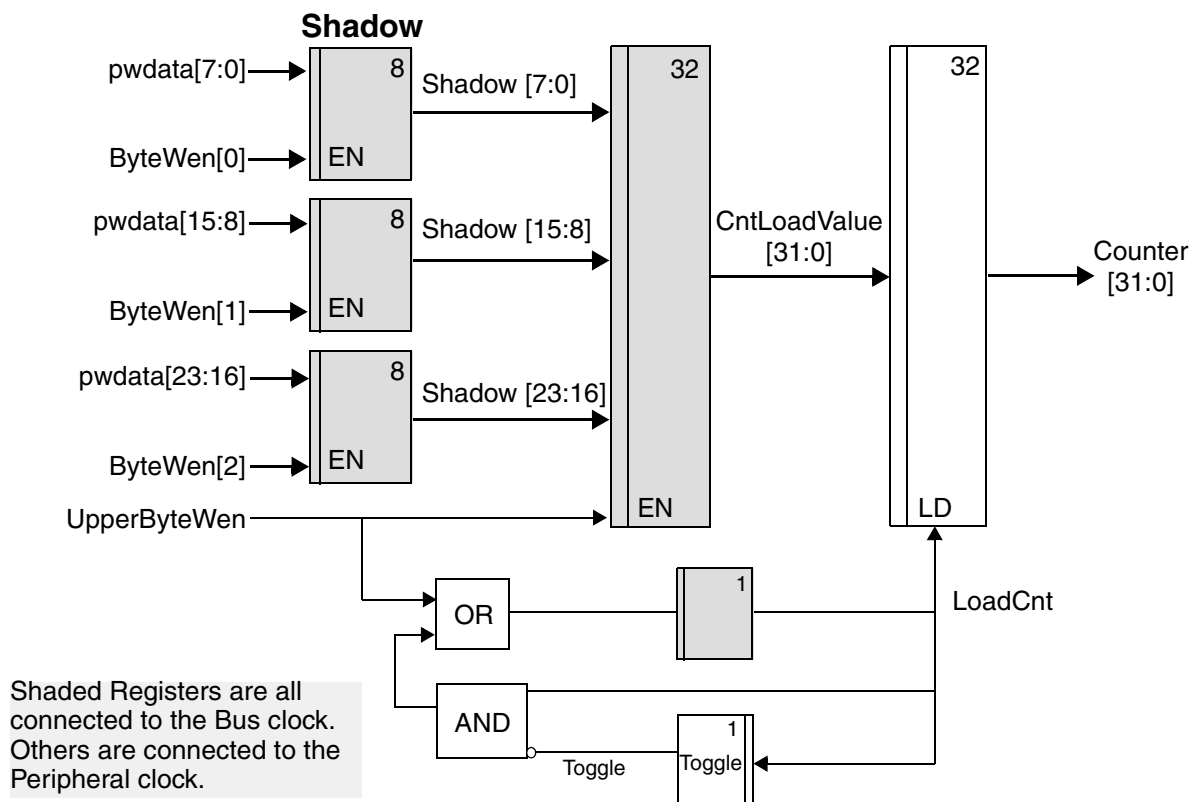 Shadow
pwdata[7:0]
8
Shadow [7:0]
32
32
ByteWen[0]
EN
pwdata[15:8]
8
Shadow [15:8]
CntLoadValue
[31:0]
Counter
[31:0]
ByteWen[1]
EN
pwdata[23:16]
8
Shadow [23:16]
ByteWen[2]
EN
UpperByteWen
EN
LD
OR
1
LoadCnt
Shaded Registers are all
connected to the Bus clock.
Others are connected to the
Peripheral clock.
AND
1
Toggle
Toggle